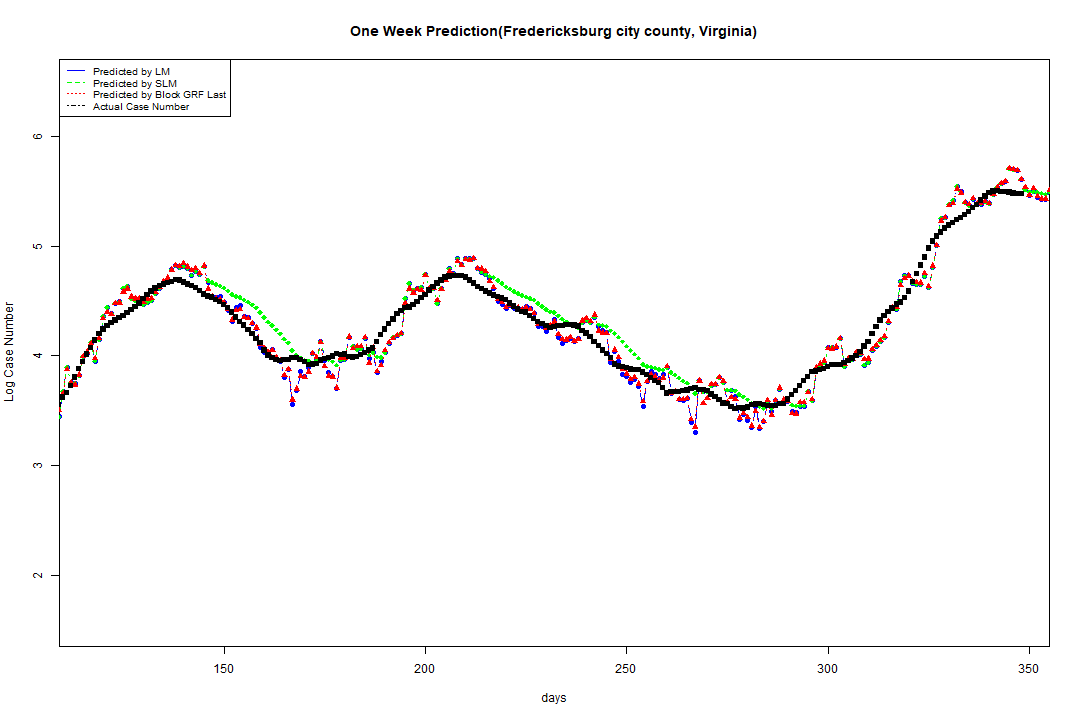 One Week Prediction(Fredericksburg city county, Virginia)
Predicted by LM
Predicted by SLM
Predicted by Block GRF Last
Actual Case Number
6
5
4
3
2
Log Case Number
150
200
250
300
350
days